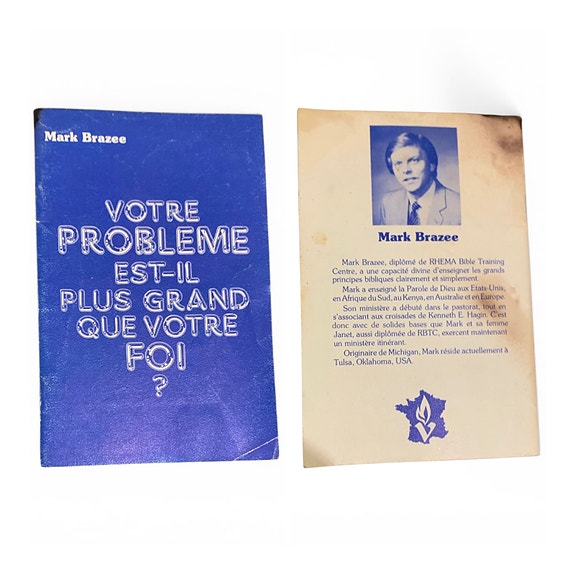 Mark Brazee
VOTRE
PROBLEME
EST-IL
PLUS GRAND
QUE VOTRE
FOI
?
Mark Brazee
Mark Brazee, diplômé de RHEMA Bible Training
Centre, a une capacité divine d'enseigner les grands
principes bibliques clairement et simplement.
Mark a enseigné la Parole de Dieu aux Etats-Unis,
en Afrique du Sud, au Kenya, en Australie et en Europe.
Son ministère a débuté dans le pastorat, tout en
s'associant aux croisades de Kenneth E. Hagin. C'est
donc avec de solides bases que Mark et sa femme
Janet, aussi diplômée de RBTC, exercent maintenant
un ministère itinérant.
Originaire de Michigan, Mark réside actuellement à
Tulsa, Oklahoma, USA.